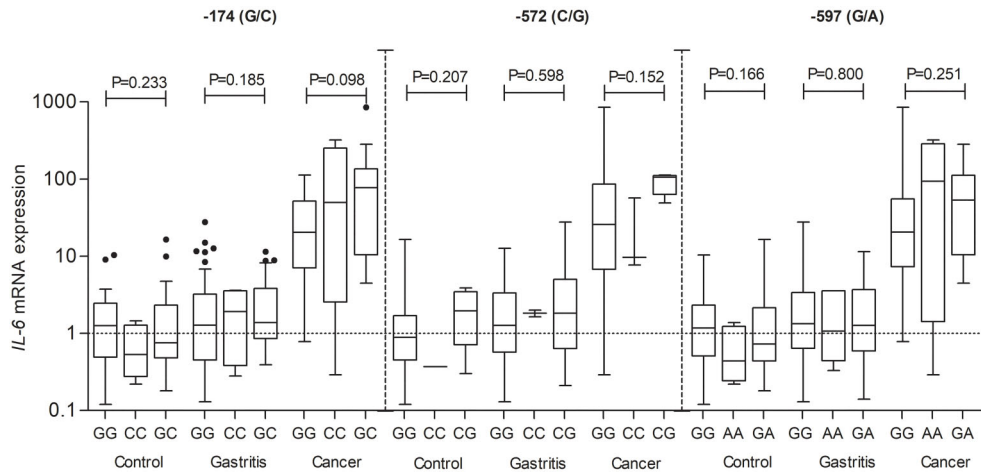 -174 (G/C) -572 (C/G) -597 (G/A)
P=0.233 P=0.185 P=0.098 P=0.207 P=0.598 P=0.152 P=0.166 P=0.800 P=0.251
IL-6 mRNA expression
1000
100
10
1
0.1
GG CC GC GG CC GC GG CC GC GG CC CG GG CC CG GG CC CG GG AA GA GG AA GA GG AA GA
Control Gastritis Cancer Control Gastritis Cancer Control Gastritis Cancer